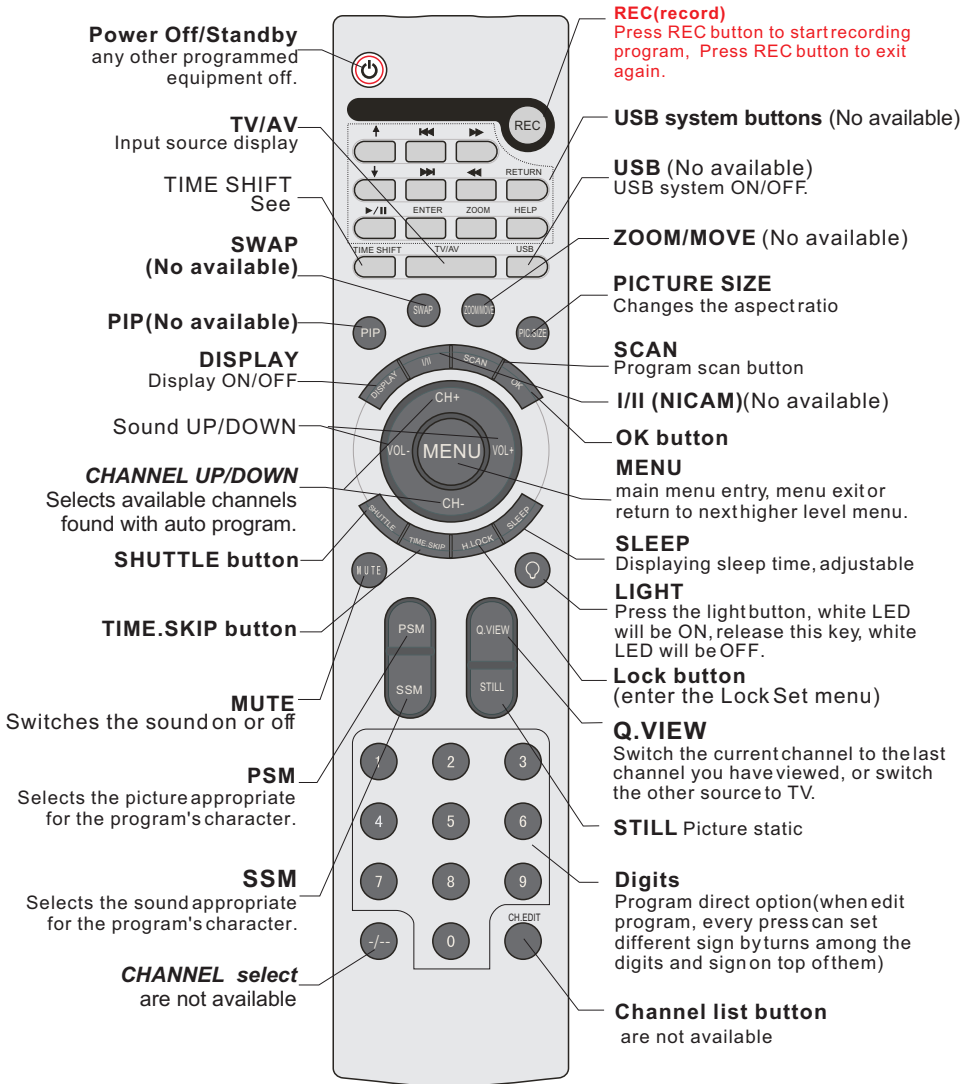 Power Off/Standby
any other programmed
equipment off.
TV/AV
Input source display
TIME SHIFT
See
SWAP
(No available)
PIP(No available)
DISPLAY
Display ON/OFF
Sound UP/DOWN
CHANNEL UP/DOWN
Selects available channels
found with auto program.
SHUTTLE button
TIME.SKIP button
MUTE
Switches the sound on or off
PSM
Selects the picture appropriate
for the program's character.
SSM
Selects the sound appropriate
for the program's character.
CHANNEL select
are not available
REC
RETURN
ENTER
ZOOM
HELP
TIME SHIFT
TV/AV
USB
SWAP
ZOOM/MOVE
PIP
PIC.SIZE
DISPLAY
I/II
SCAN
OK
CH+
VOL-
MENU
VOL+
CH-
SHUTTLE
TIME.SKIP
H.LOCK
SLEEP
MUTE
PSM
Q.VIEW
SSM
STILL
1
2
3
4
5
6
7
8
9
CH.EDIT
-/--
0
REC(record)
Press REC button to start recording
program, Press REC button to exit
again.
USB system buttons (No available)
USB (No available)
USB system ON/OFF.
ZOOM/MOVE (No available)
PICTURE SIZE
Changes the aspect ratio
SCAN
Program scan button
I/II (NICAM)(No available)
OK button
MENU
main menu entry, menu exit or
return to next higher level menu.
SLEEP
Displaying sleep time, adjustable
LIGHT
Press the light button, white LED
will be ON, release this key, white
LED will be OFF.
Lock button
(enter the Lock Set menu)
Q.VIEW
Switch the current channel to the last
channel you have viewed, or switch
the other source to TV.
STILL Picture static
Digits
Program direct option(when edit
program, every press can set
different sign by turns among the
digits and sign on top of them)
Channel list button
are not available